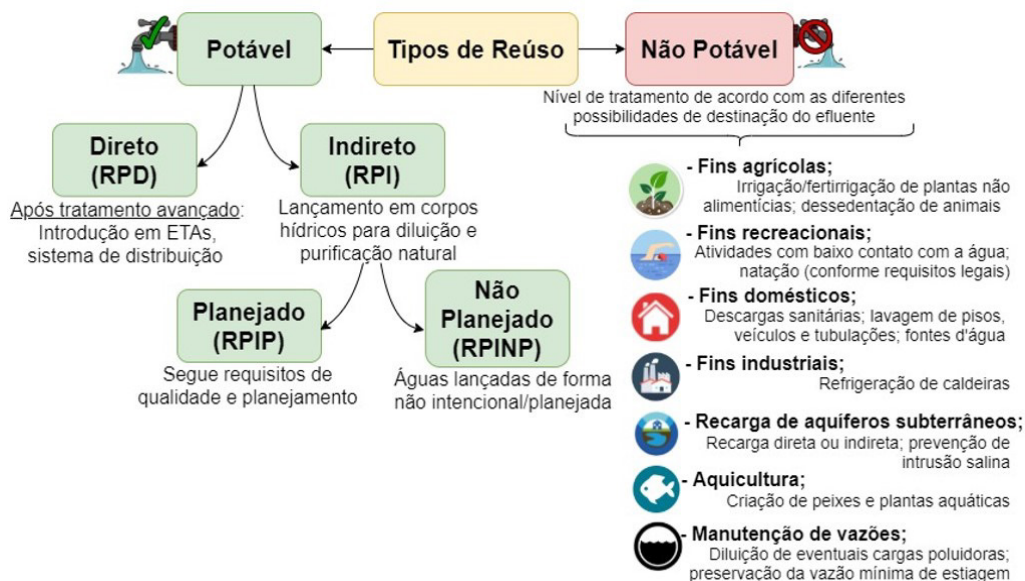 Potável
Tipos de Reúso
Não Potável
Nível de tratamento de acordo com as diferentes
possibilidades de destinação do efluente
Direto
(RPD)
Após tratamento avançado:
Introdução em ETAs,
sistema de distribuição
Indireto
(RPI)
Lançamento em corpos
hídricos para diluição e
purificação natural
Planejado
(RPIP)
Segue requisitos de
qualidade e planejamento
Não
Planejado
(RPINP)
Águas lançadas de forma
não intencional/planejada
- Fins agrícolas;
Irrigação/fertirrigação de plantas não
alimentícias; dessedentação de animais
- Fins recreacionais;
Atividades com baixo contato com a água;
natação (conforme requisitos legais)
- Fins domésticos;
Descargas sanitárias; lavagem de pisos,
veículos e tubulações; fontes d'água
- Fins industriais;
Refrigeração de caldeiras
- Recarga de aquíferos subterrâneos;
Recarga direta ou indireta; prevenção de
intrusão salina
- Aquicultura;
Criação de peixes e plantas aquáticas
- Manutenção de vazões;
Diluição de eventuais cargas poluidoras;
preservação da vazão mínima de estiagem